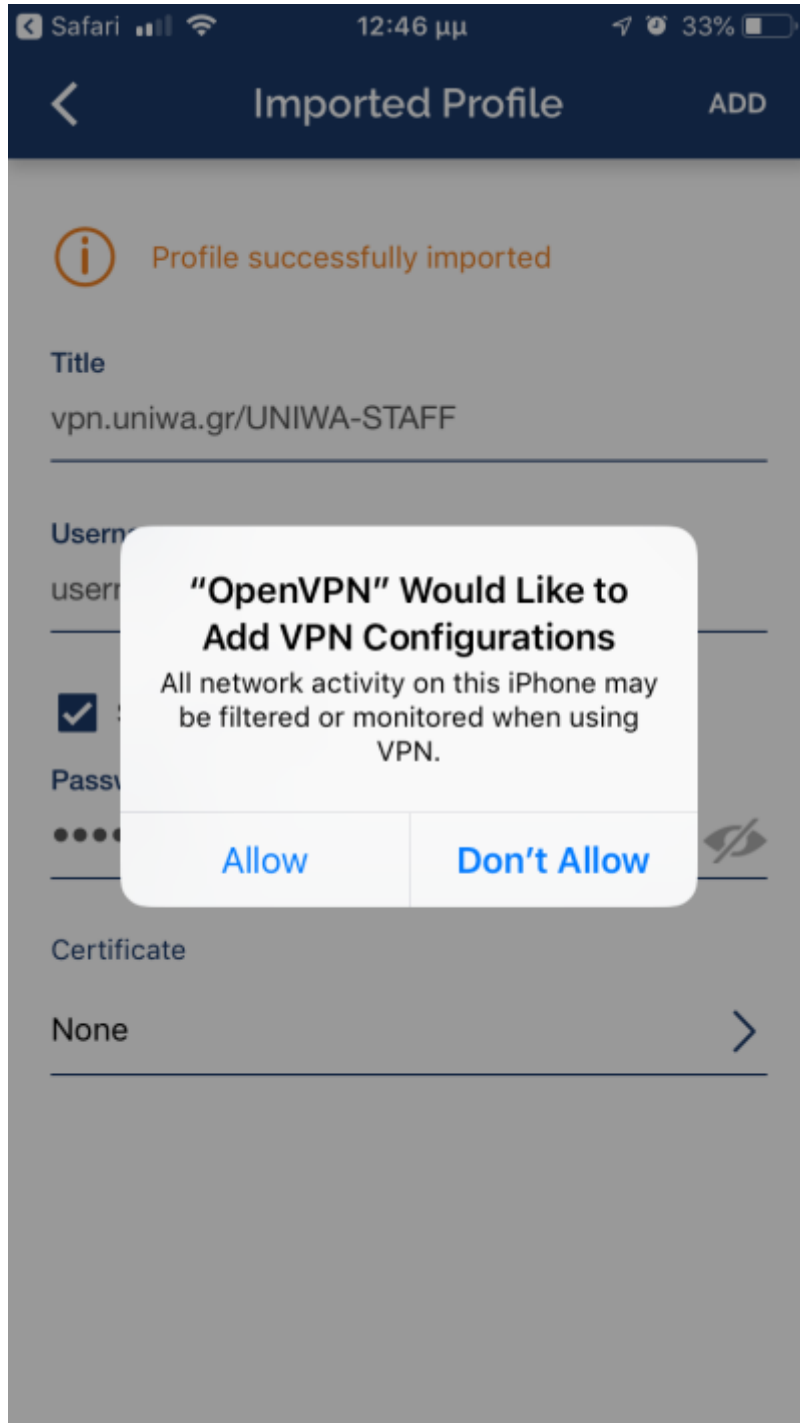 Safari 12:46 μμ 33%
Imported Profile ADD
Profile successfully imported
Title
vpn.uniwa.gr/UNIWA-STAFF
“OpenVPN” Would Like to
Add VPN Configurations
All network activity on this iPhone may
be filtered or monitored when using
VPN.
Allow Don’t Allow
Certificate
None